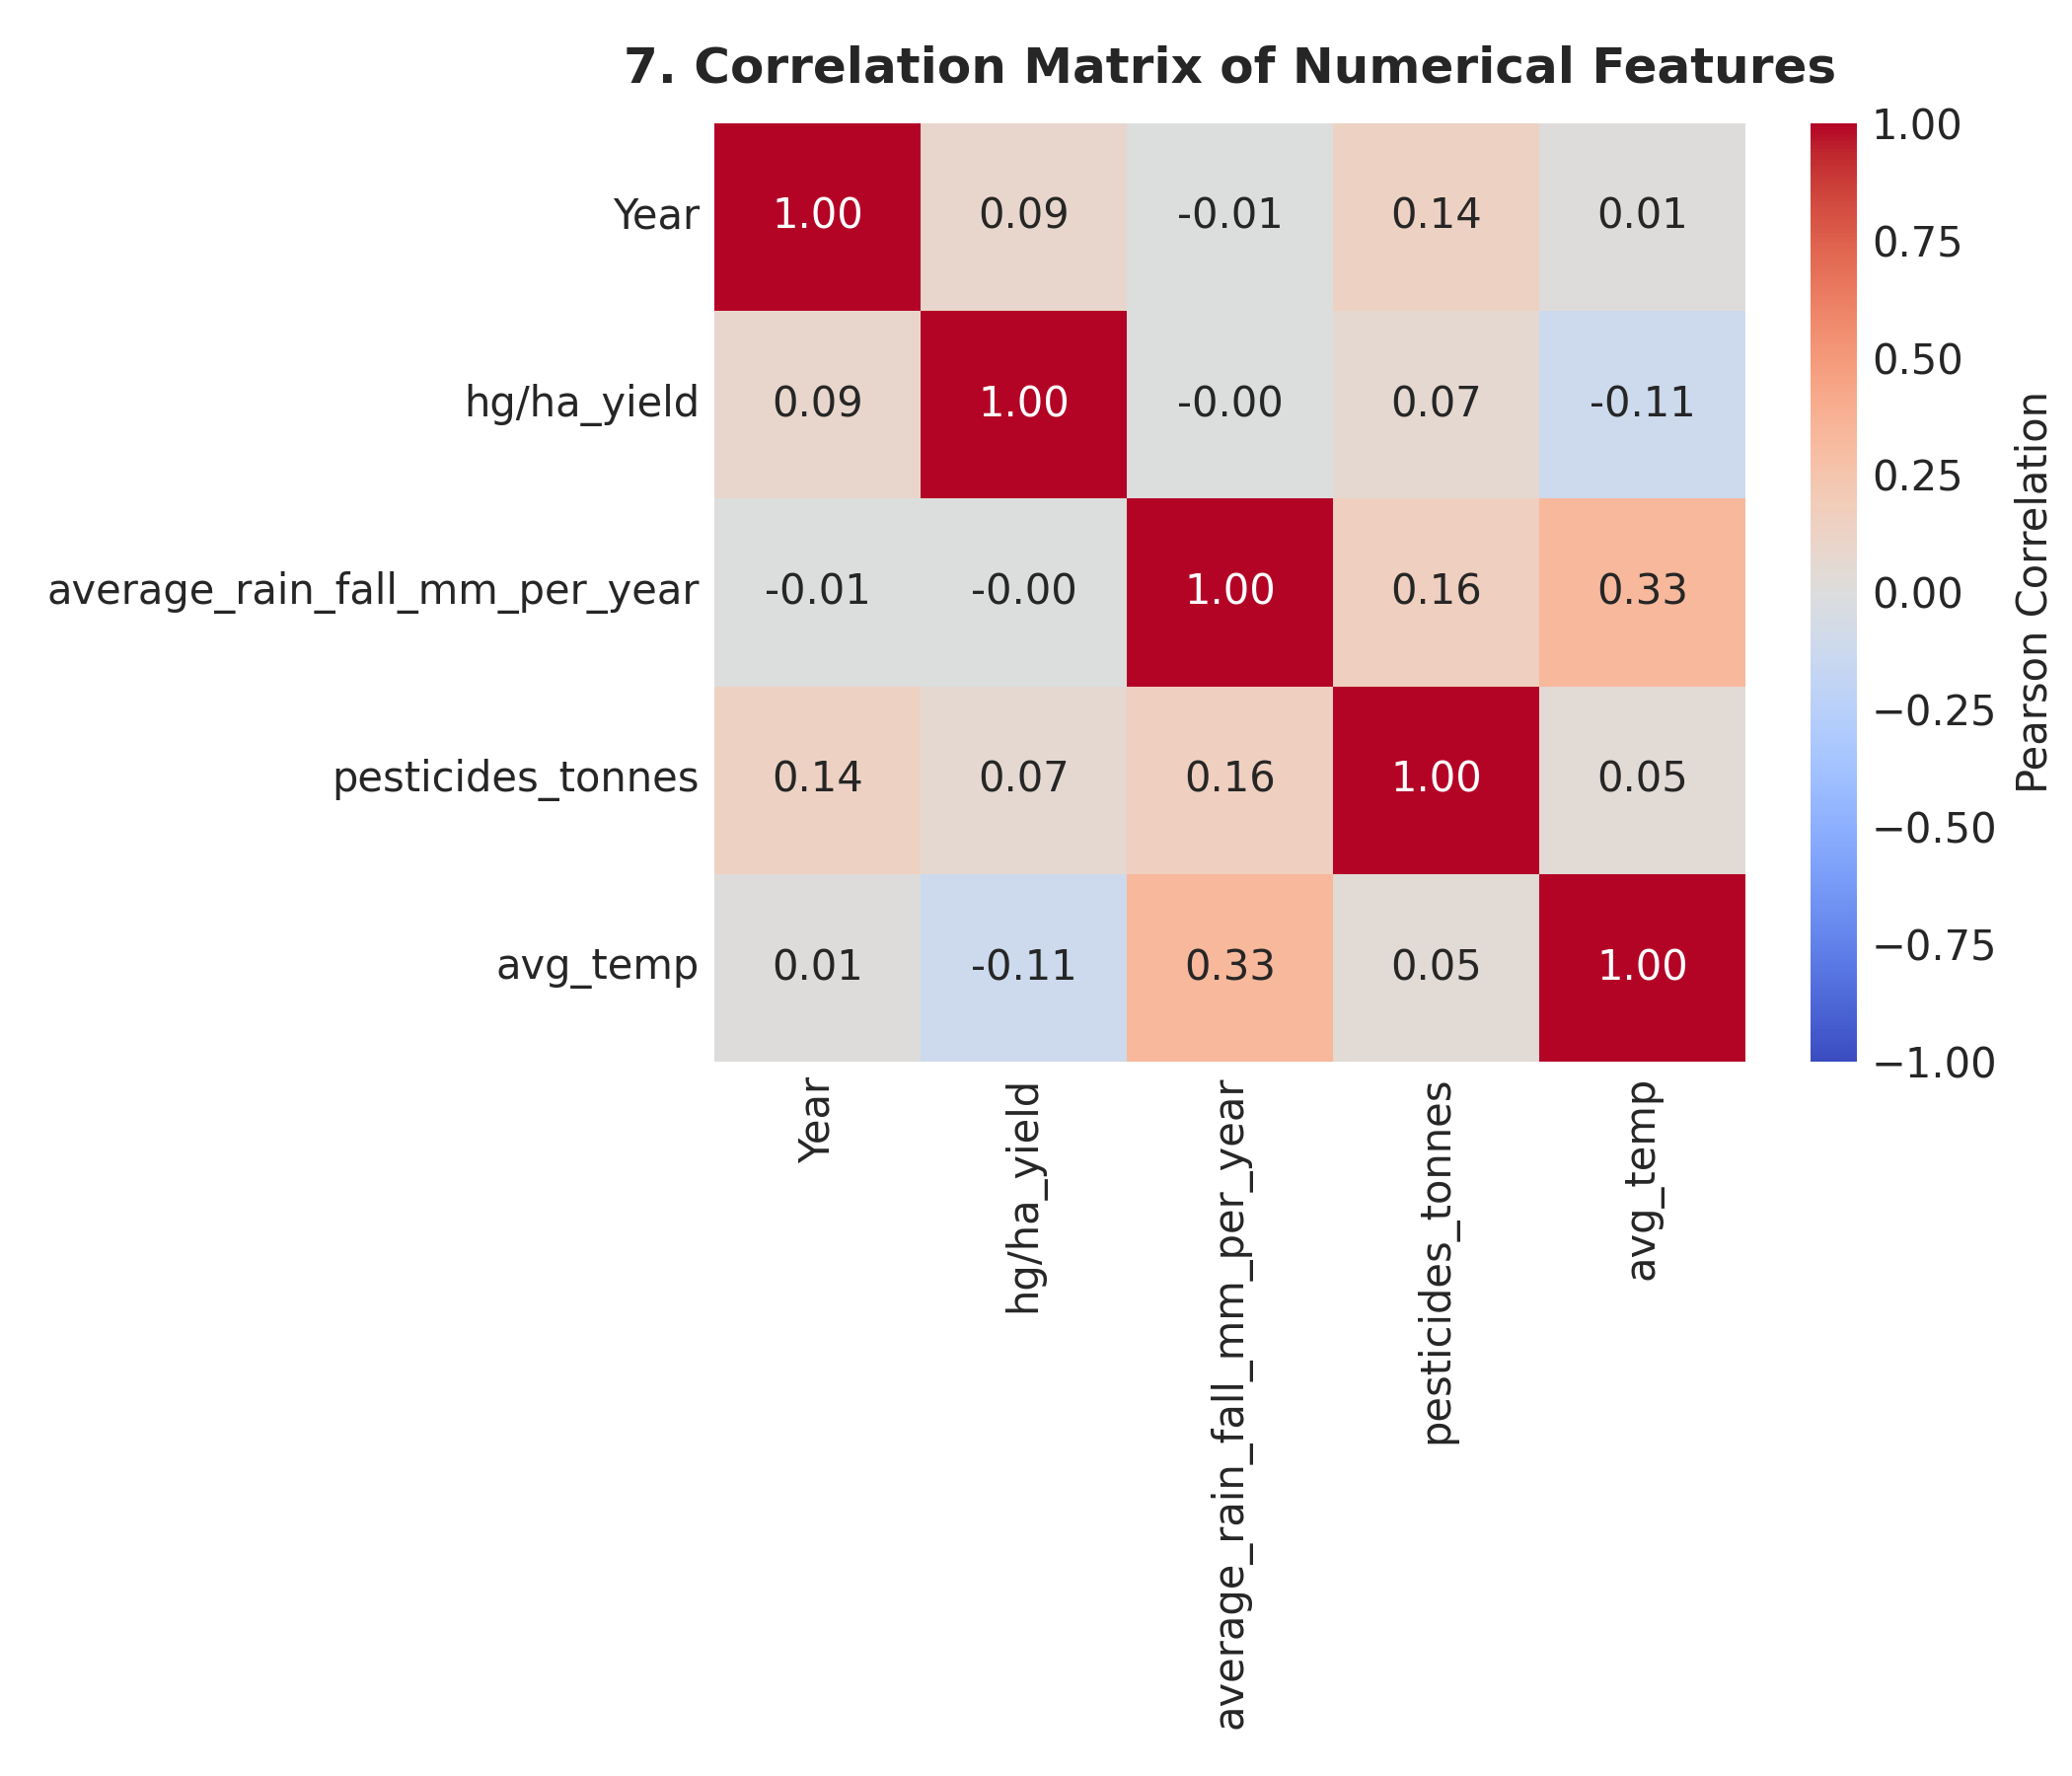 7. Correlation Matrix of Numerical Features
Year 1.00 0.09 -0.01 0.14 0.01
hg/ha_yield 0.09 1.00 -0.00 0.07 -0.11
average_rain_fall_mm_per_year -0.01 -0.00 1.00 0.16 0.33
pesticides_tonnes 0.14 0.07 0.16 1.00 0.05
avg_temp 0.01 -0.11 0.33 0.05 1.00
Year
hg/ha_yield
average_rain_fall_mm_per_year
pesticides_tonnes
avg_temp
1.00
0.75
0.50
0.25
0.00
−0.25
−0.50
−0.75
−1.00
Pearson Correlation